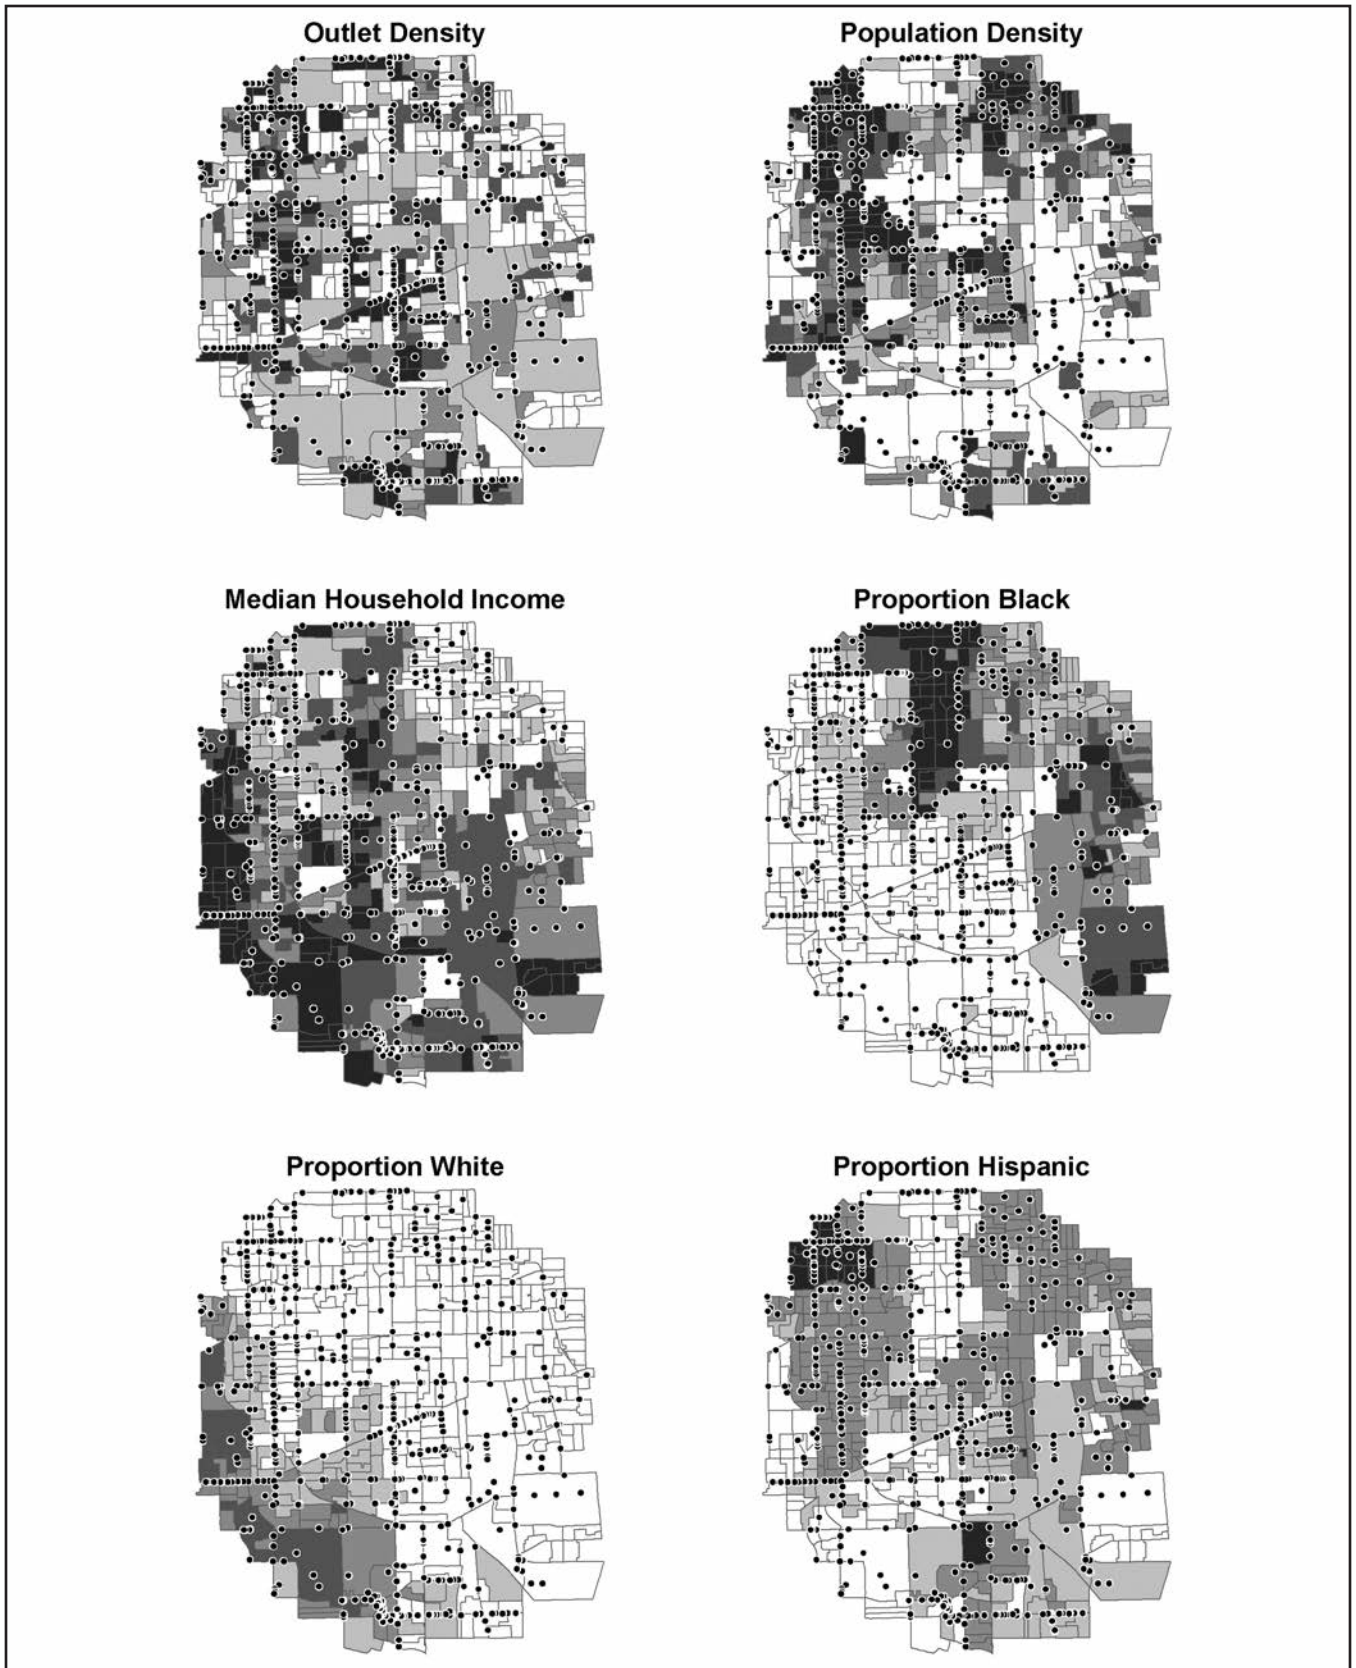 Outlet Density
Population Density
Median Household Income
Proportion Black
Proportion White
Proportion Hispanic